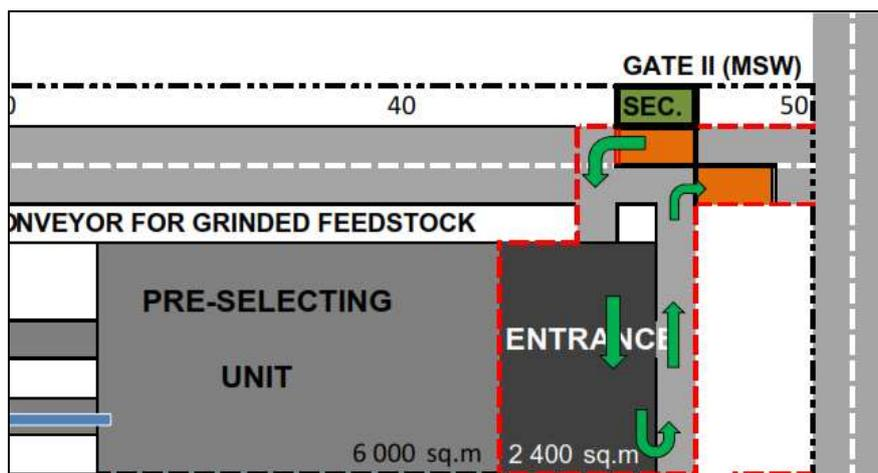 GATE II (MSW)
0
40
SEC.
50
ONVEYOR FOR GRINDED FEEDSTOCK
PRE-SELECTING
UNIT
ENTRANCE
6 000 sq.m
2 400 sq.m